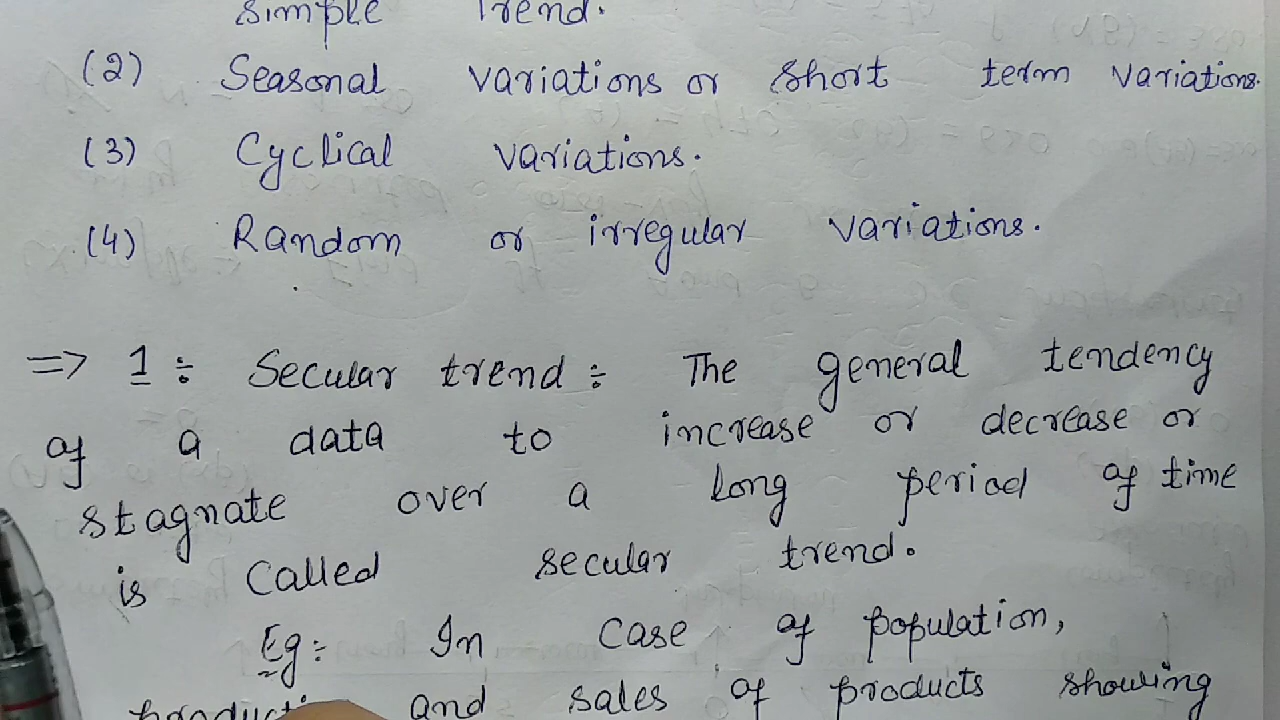 simple Trend.
(2) Seasonal variations or short term variations.
(3) Cyclical variations.
(4) Random or irregular variations.
=> 1 ÷ Secular trend ÷ The general tendency
of a data to increase or decrease or
stagnate over a long period of time
is called secular trend.
Eg: In case of population,
and sales of products showing